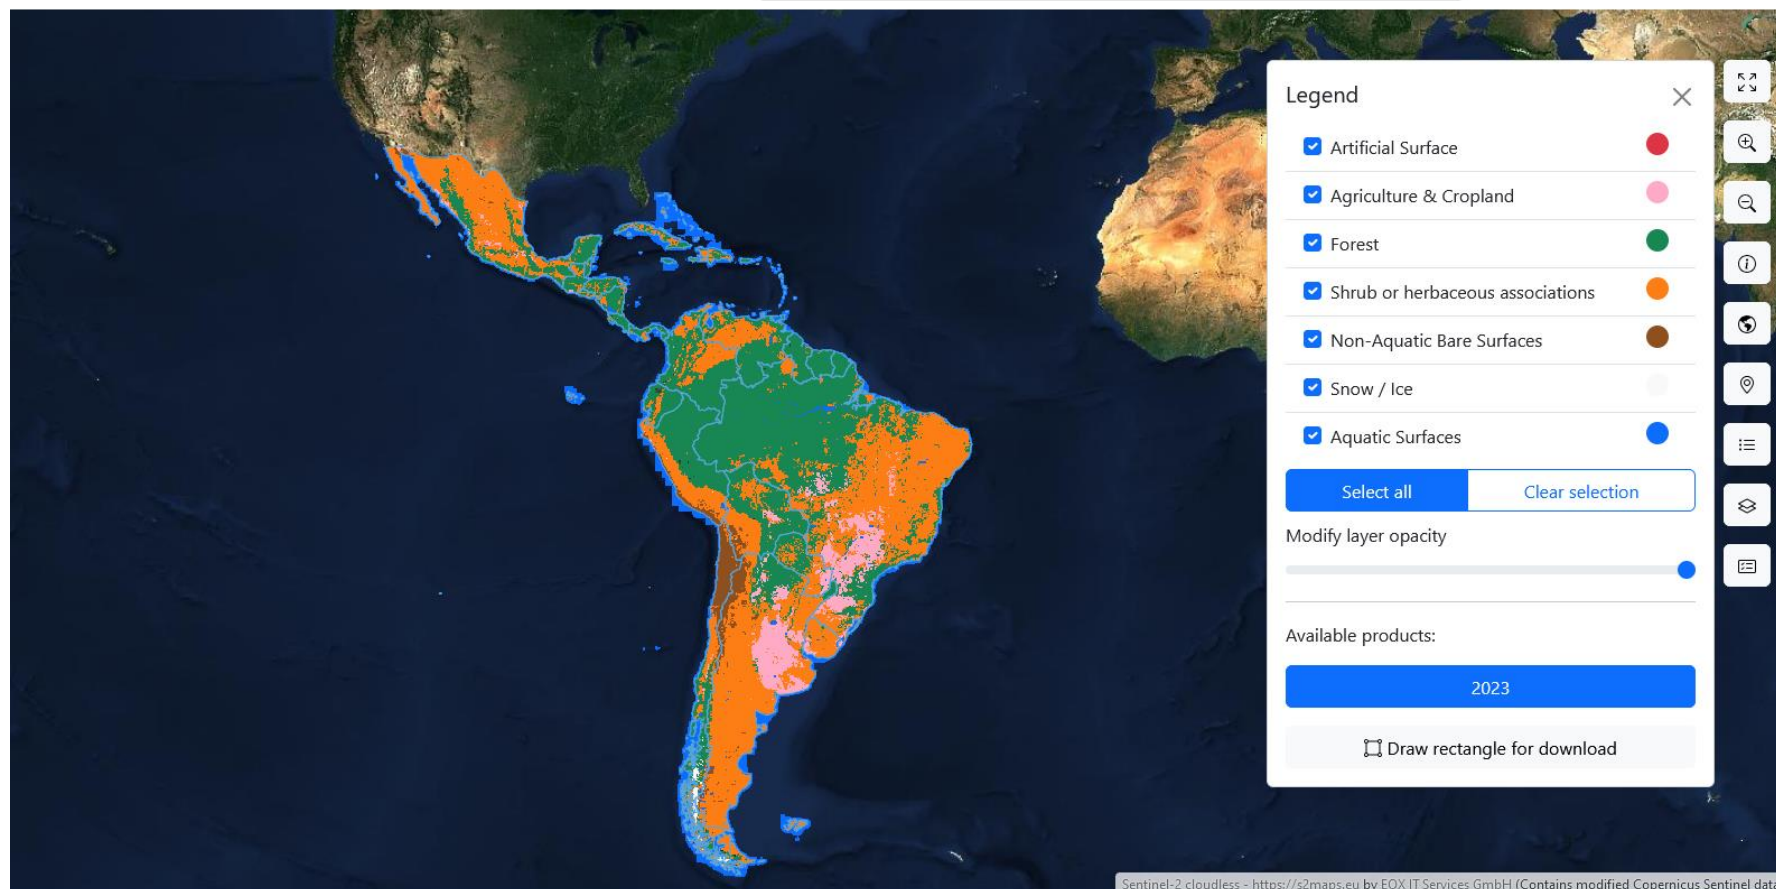 Legend
Artificial Surface
Agriculture & Cropland
Forest
Shrub or herbaceous associations
Non-Aquatic Bare Surfaces
Snow / Ice
Aquatic Surfaces
Select all Clear selection
Modify layer opacity
Available products:
2023
Draw rectangle for download
Sentinel-2 cloudless - https://s2maps.eu by EOX IT Services GmbH (Contains modified Copernicus Sentinel data